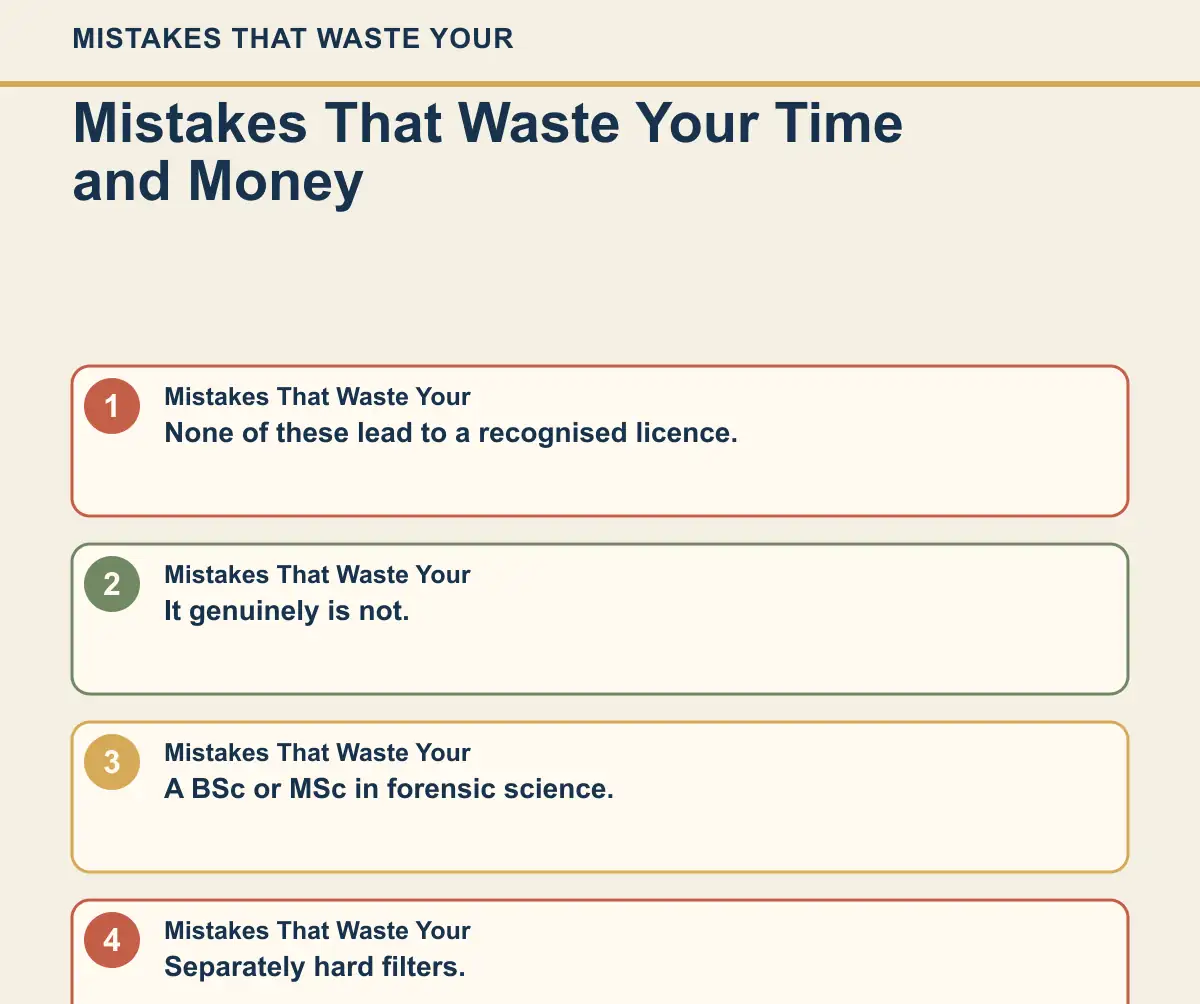 MISTAKES THAT WASTE YOUR
Mistakes That Waste Your Time
and Money
1
Mistakes That Waste Your
None of these lead to a recognised licence.
2
Mistakes That Waste Your
It genuinely is not.
3
Mistakes That Waste Your
A BSc or MSc in forensic science.
4
Mistakes That Waste Your
Separately hard filters.